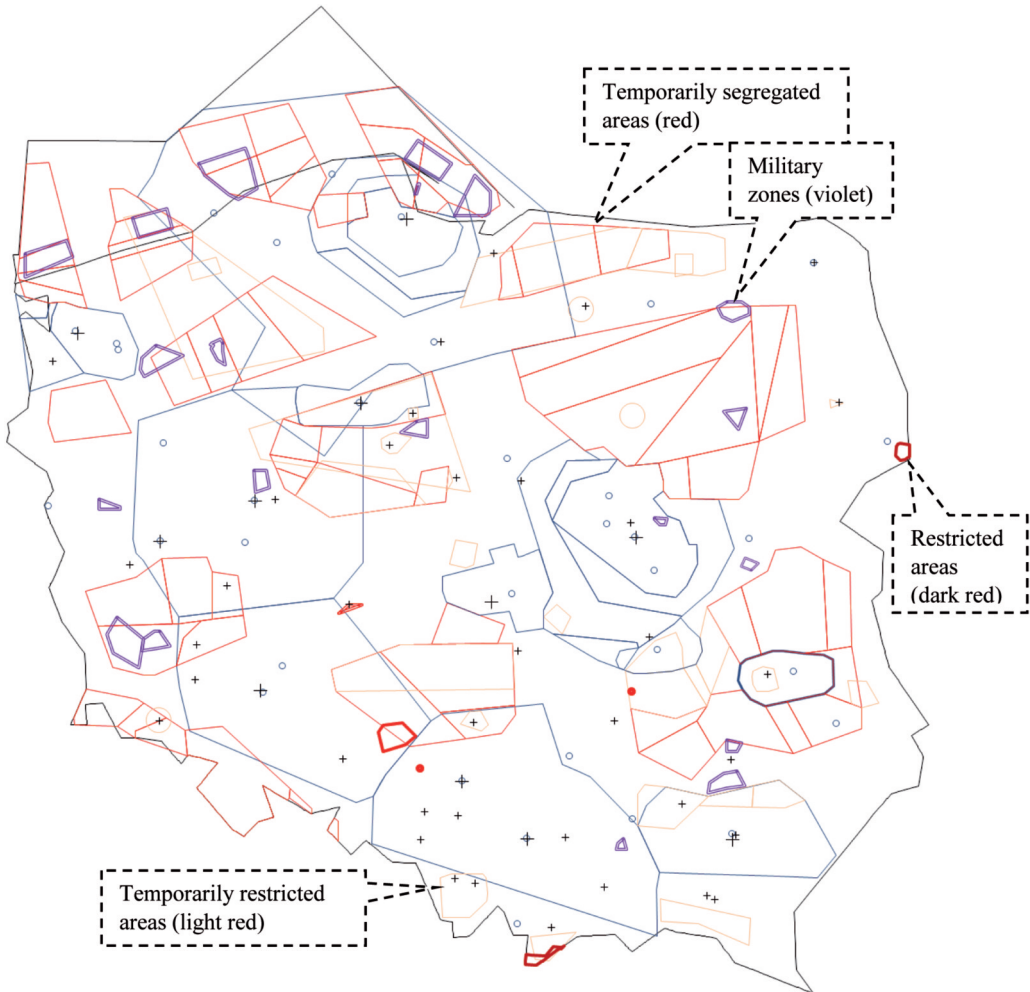 Temporarily segregated
areas (red)
Military
zones (violet)
Restricted
areas
(dark red)
Temporarily restricted
areas (light red)